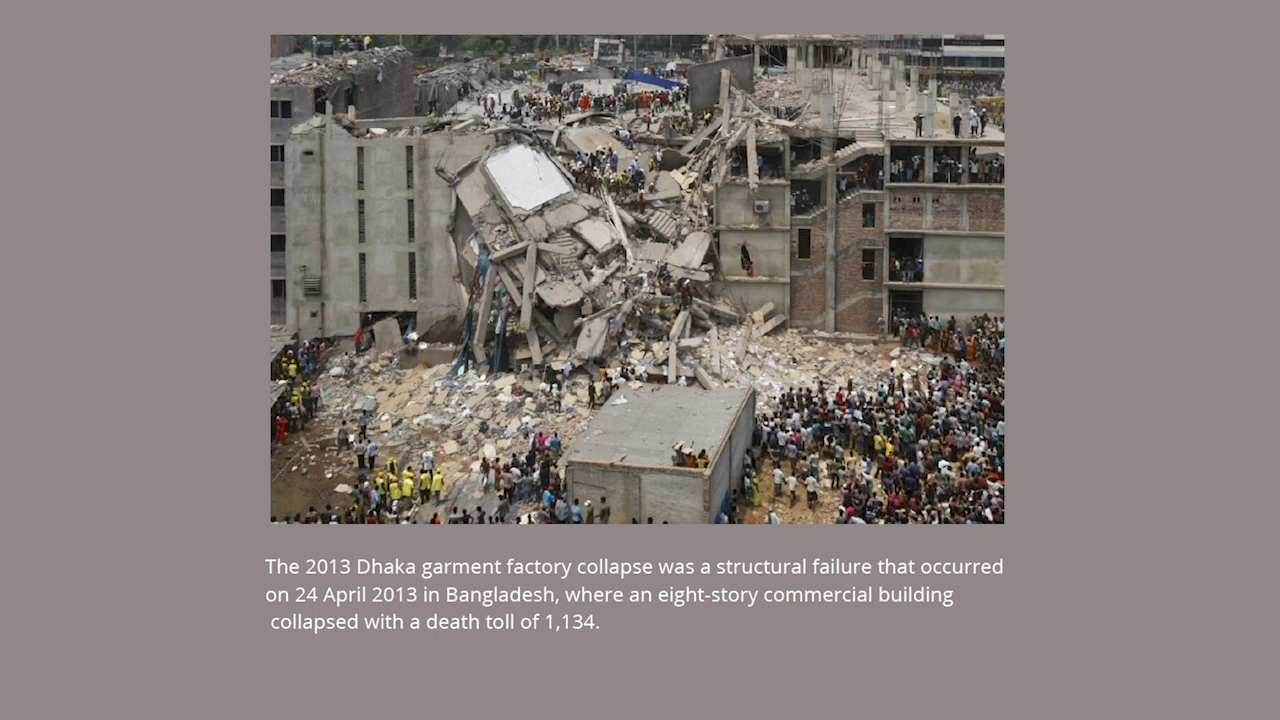 The 2013 Dhaka garment factory collapse was a structural failure that occurred
on 24 April 2013 in Bangladesh, where an eight-story commercial building
collapsed with a death toll of 1,134.